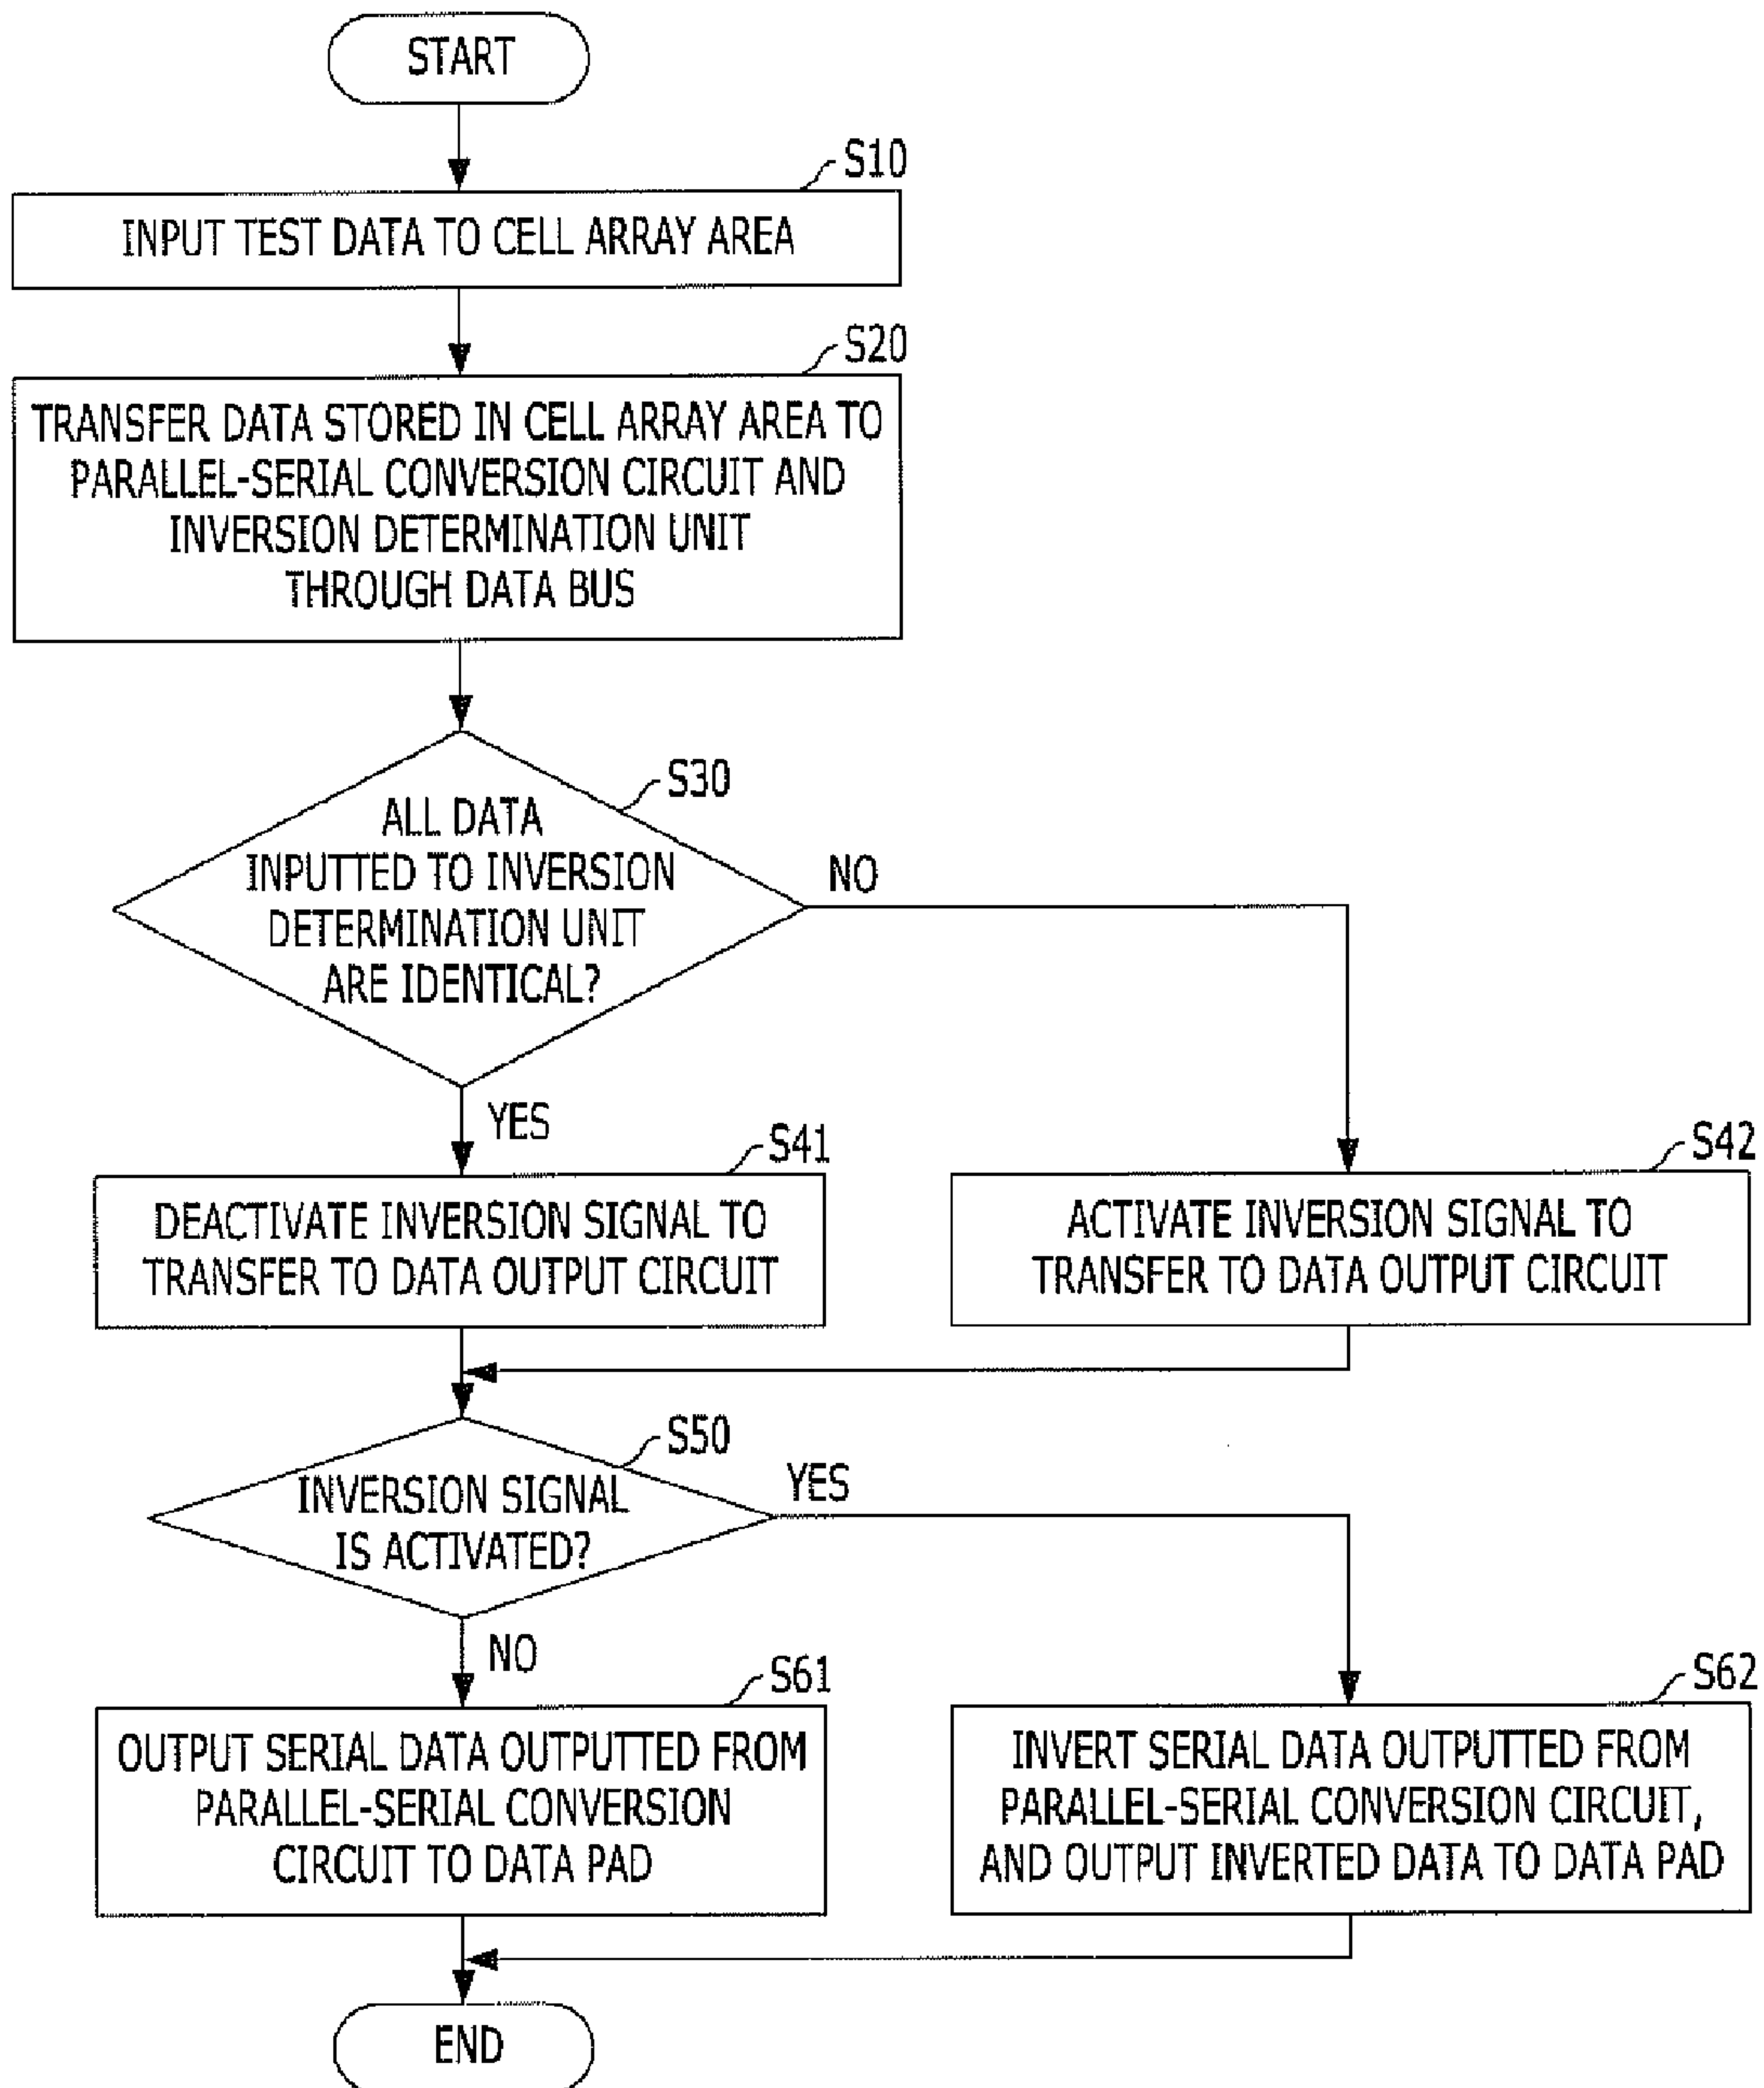 START
S10
INPUT TEST DATA TO CELL ARRAY AREA
S20
TRANSFER DATA STORED IN CELL ARRAY AREA TO
PARALLEL-SERIAL CONVERSION CIRCUIT AND
INVERSION DETERMINATION UNIT
THROUGH DATA BUS
S30
ALL DATA
INPUTTED TO INVERSION
DETERMINATION UNIT
ARE IDENTICAL?
NO
YES
S41
DEACTIVATE INVERSION SIGNAL TO
TRANSFER TO DATA OUTPUT CIRCUIT
S42
ACTIVATE INVERSION SIGNAL TO
TRANSFER TO DATA OUTPUT CIRCUIT
S50
INVERSION SIGNAL
IS ACTIVATED?
YES
NO
S61
OUTPUT SERIAL DATA OUTPUTTED FROM
PARALLEL-SERIAL CONVERSION
CIRCUIT TO DATA PAD
S62
INVERT SERIAL DATA OUTPUTTED FROM
PARALLEL-SERIAL CONVERSION CIRCUIT,
AND OUTPUT INVERTED DATA TO DATA PAD
END